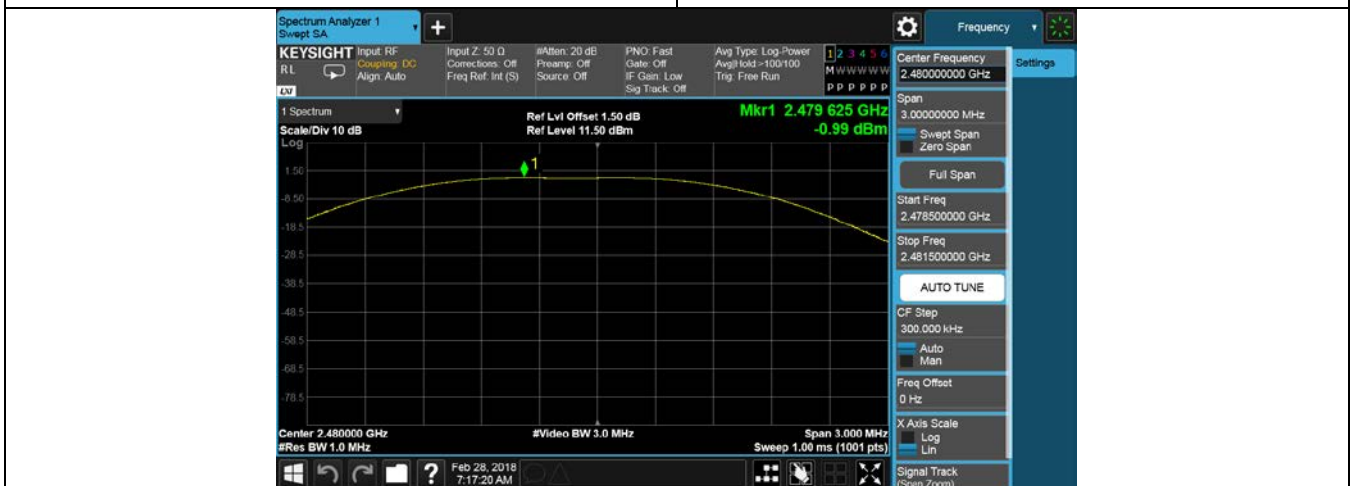 Spectrum Analyzer 1
Swept SA
+
Frequency
KEYSIGHT
RL
LXI
Input: RF
Coupling: DC
Align: Auto
Input Z: 50 Ω
Corrections: Off
Freq Ref: Int (S)
#Atten: 20 dB
Preamp: Off
Source: Off
PNO: Fast
Gate: Off
IF Gain: Low
Sig Track: Off
Avg Type: Log-Power
Avg|Hold:>100/100
Trig: Free Run
1 2 3 4 5 6
M W W W W W
P P P P P P
1 Spectrum
Scale/Div 10 dB
Log
Ref Lvl Offset 1.50 dB
Ref Level 11.50 dBm
Mkr1 2.479 625 GHz
-0.99 dBm
1
1.50
-8.50
-18.5
-28.5
-38.5
-48.5
-58.5
-68.5
-78.5
Center 2.480000 GHz
#Res BW 1.0 MHz
#Video BW 3.0 MHz
Span 3.000 MHz
Sweep 1.00 ms (1001 pts)
Feb 28, 2018
7:17:20 AM
?
Center Frequency
2.480000000 GHz
Settings
Span
3.00000000 MHz
Swept Span
Zero Span
Full Span
Start Freq
2.478500000 GHz
Stop Freq
2.481500000 GHz
AUTO TUNE
CF Step
300.000 kHz
Auto
Man
Freq Offset
0 Hz
X Axis Scale
Log
Lin
Signal Track
(Span Zoom)